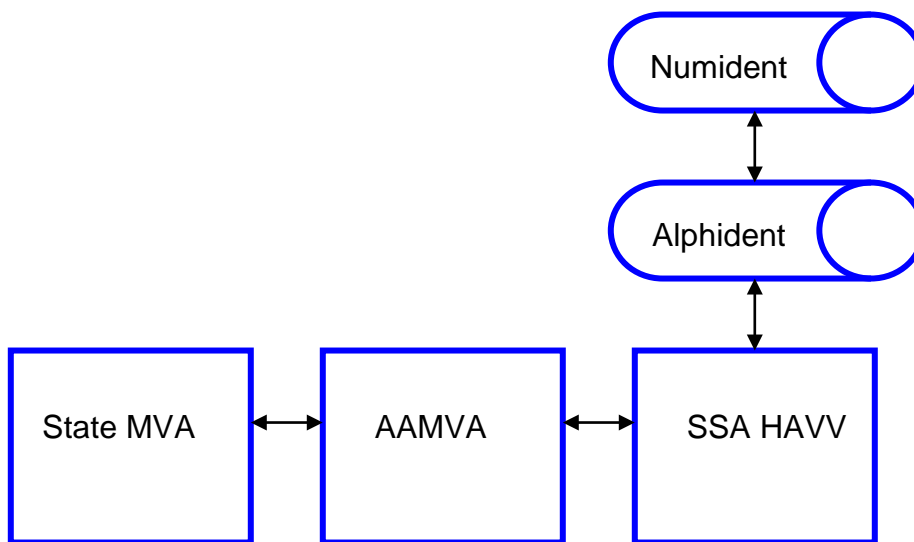 Numident
Alphident
State MVA
AAMVA
SSA HAVV